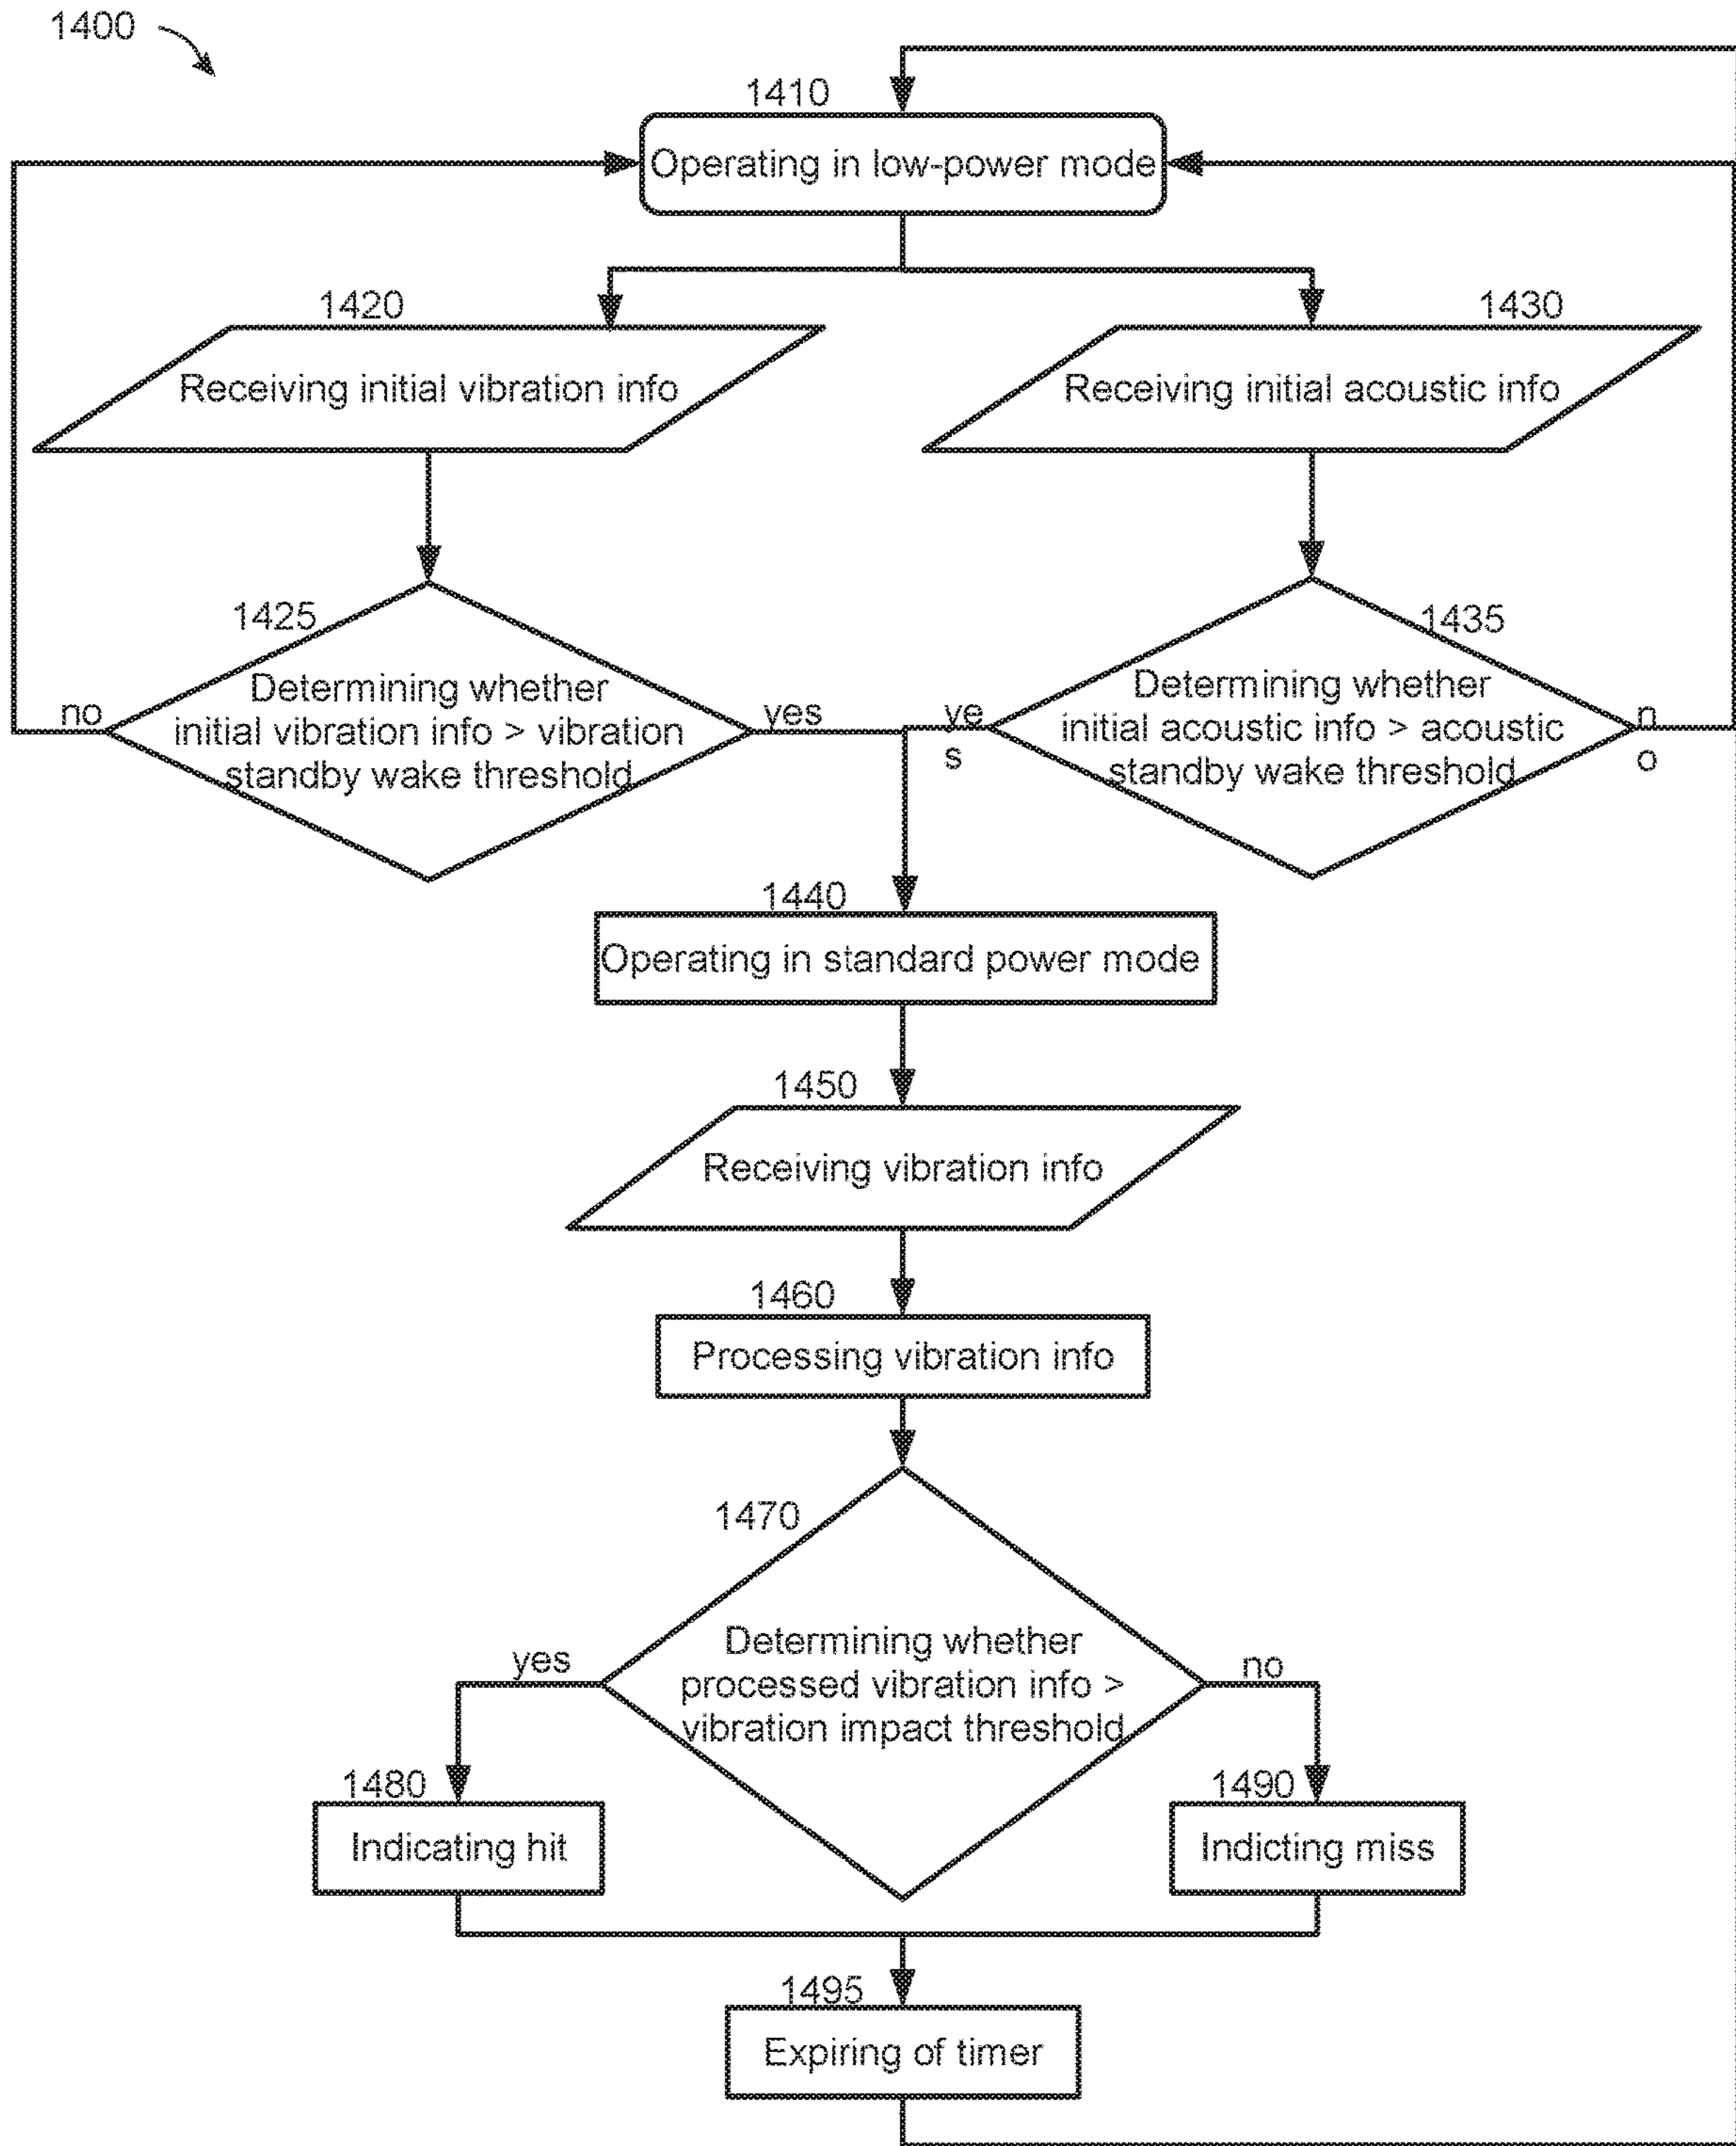 1400
1410
Operating in low-power mode
1420
1430
Receiving initial vibration info
Receiving initial acoustic info
1425
1435
Determining whether
initial vibration info > vibration
standby wake threshold
no
yes
Determining whether
initial acoustic info > acoustic
standby wake threshold
ye
s
n
o
1440
Operating in standard power mode
1450
Receiving vibration info
1460
Processing vibration info
1470
Determining whether
processed vibration info >
vibration impact threshold
yes
no
1480
Indicating hit
1490
Indicting miss
1495
Expiring of timer